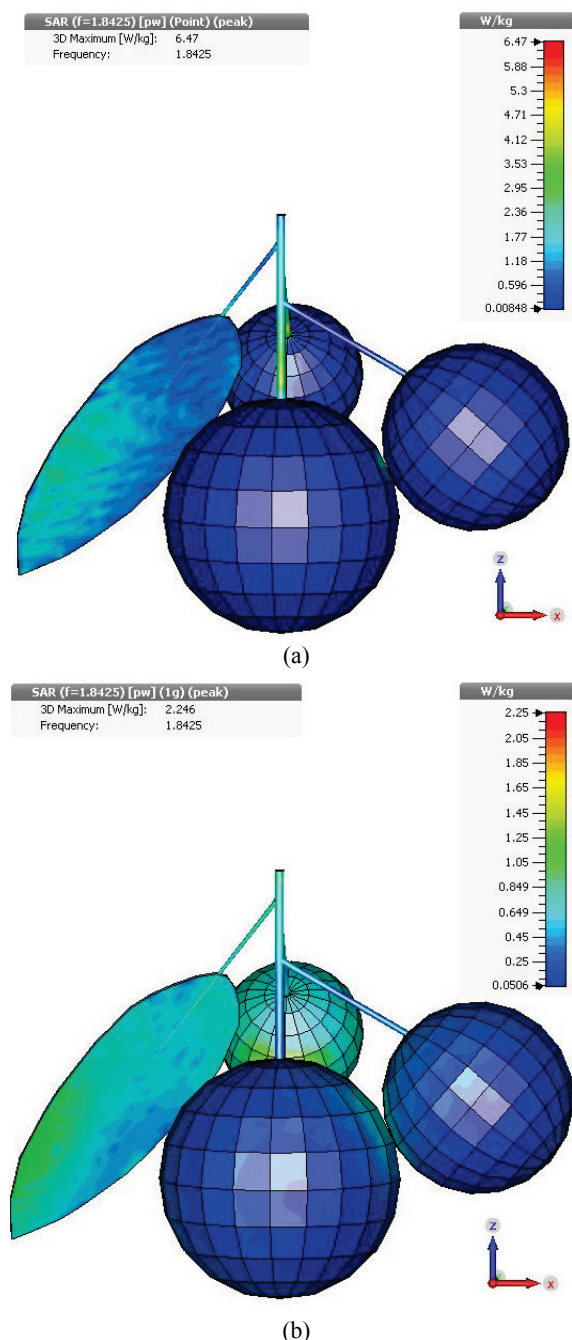 SAR (f=1.8425) [pw] (Point) (peak)
3D Maximum [W/kg]: 6.47
Frequency: 1.8425
W/kg
6.47
5.88
5.3
4.71
4.12
3.53
2.95
2.36
1.77
1.18
0.596
0.00848
z
x
(a)
SAR (f=1.8425) [pw] (1g) (peak)
3D Maximum [W/kg]: 2.246
Frequency: 1.8425
W/kg
2.25
2.05
1.85
1.65
1.45
1.25
1.05
0.849
0.649
0.45
0.25
0.0506
z
x
(b)